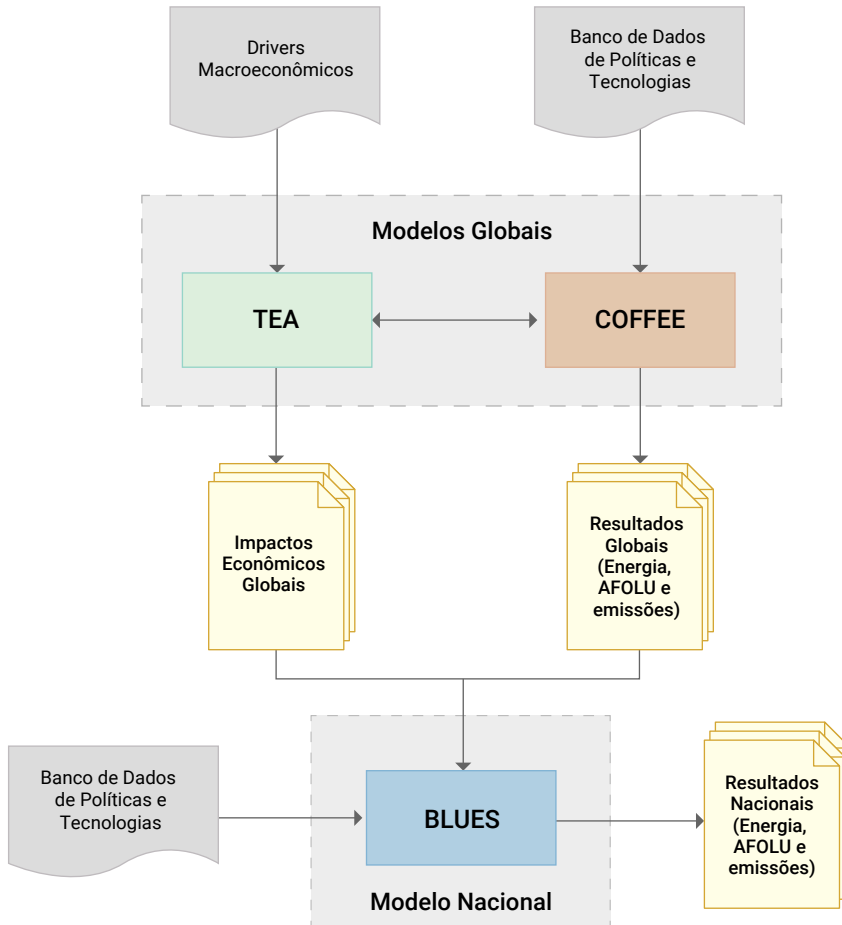 Drivers
Macroeconômicos
Banco de Dados
de Políticas e
Tecnologias
Modelos Globais
TEA
COFFEE
Impactos
Econômicos
Globais
Resultados
Globais
(Energia,
AFOLU e
emissões)
Banco de Dados
de Políticas e
Tecnologias
BLUES
Modelo Nacional
Resultados
Nacionais
(Energia,
AFOLU e
emissões)